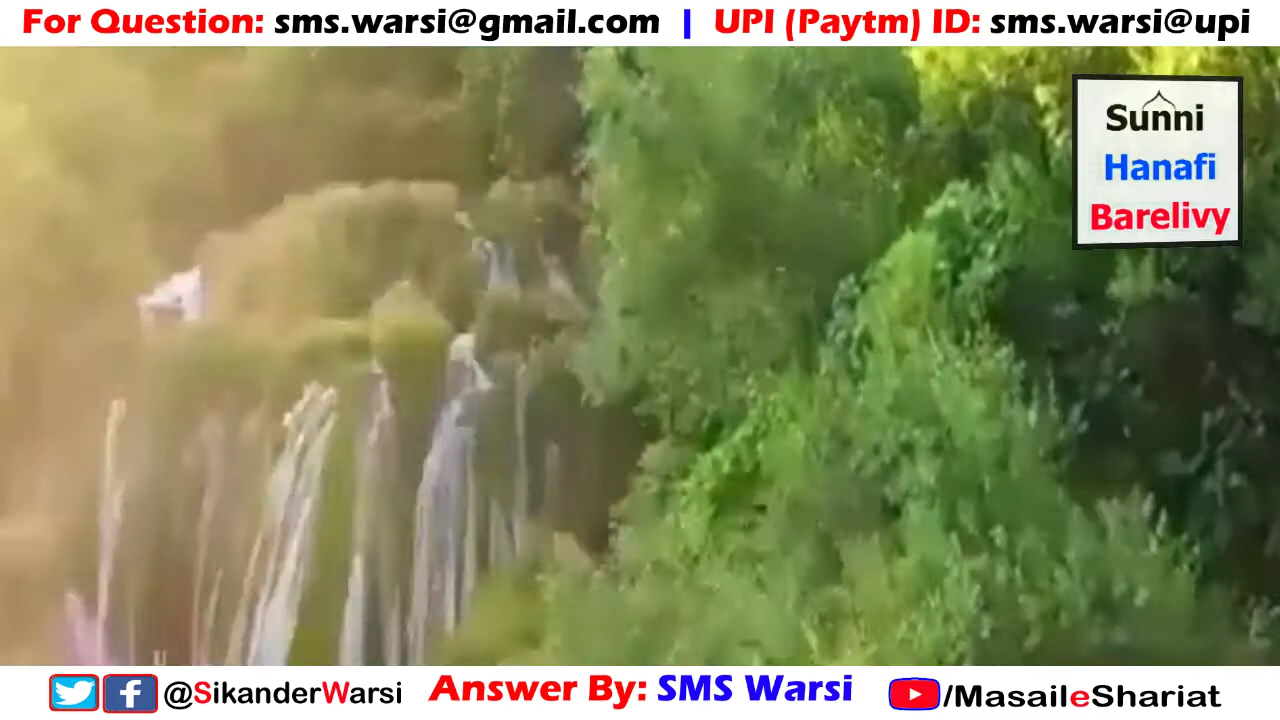 For Question: sms.warsi@gmail.com | UPI (Paytm) ID: sms.warsi@upi
Sunni
Hanafi
Barelivy
@SikanderWarsi Answer By: SMS Warsi /MasaileShariat